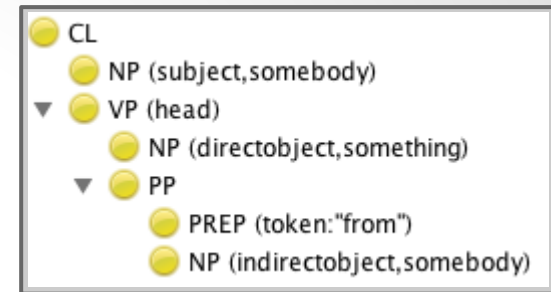 CL
NP (subject,somebody)
VP (head)
NP (directobject,something)
PP
PREP (token:"from")
NP (indirectobject,somebody)